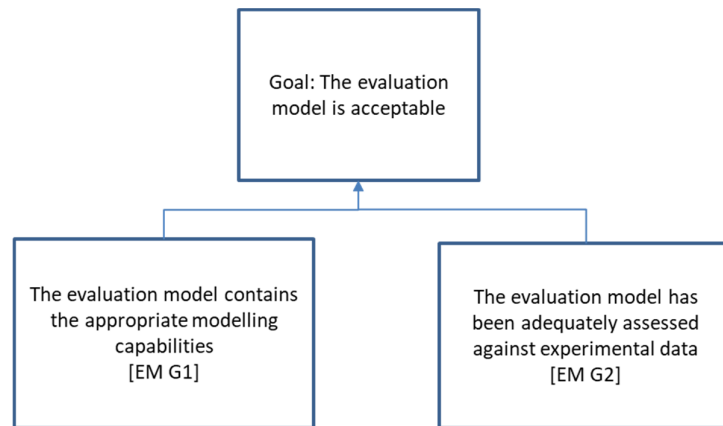 Goal: The evaluation
model is acceptable
The evaluation model contains
the appropriate modelling
capabilities
[EM G1]
The evaluation model has
been adequately assessed
against experimental data
[EM G2]